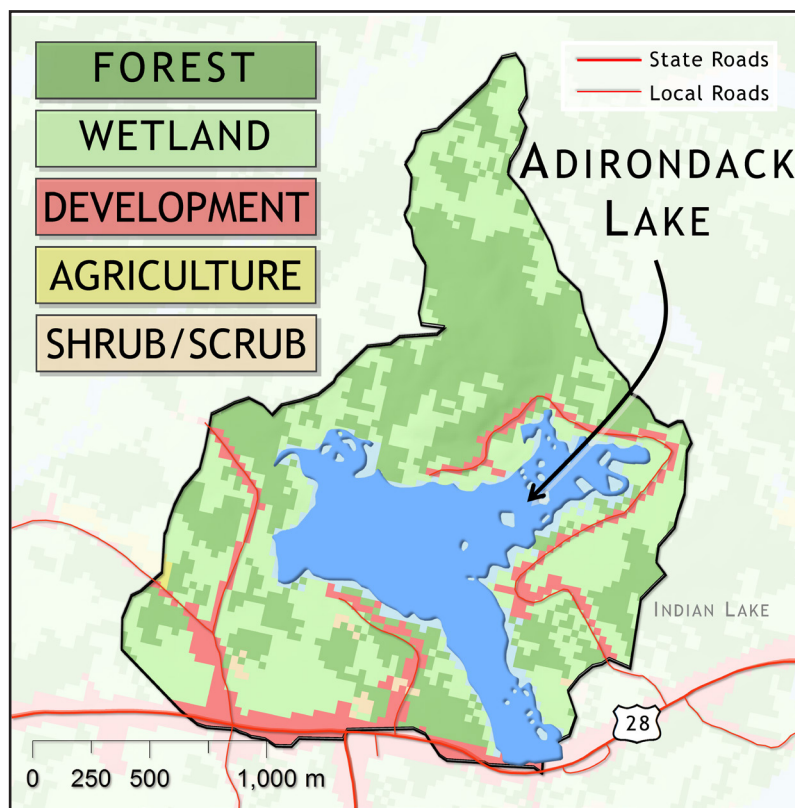 FOREST
WETLAND
DEVELOPMENT
AGRICULTURE
SHRUB/SCRUB
State Roads
Local Roads
ADIRONDACK
LAKE
INDIAN LAKE
28
0 250 500 1,000 m